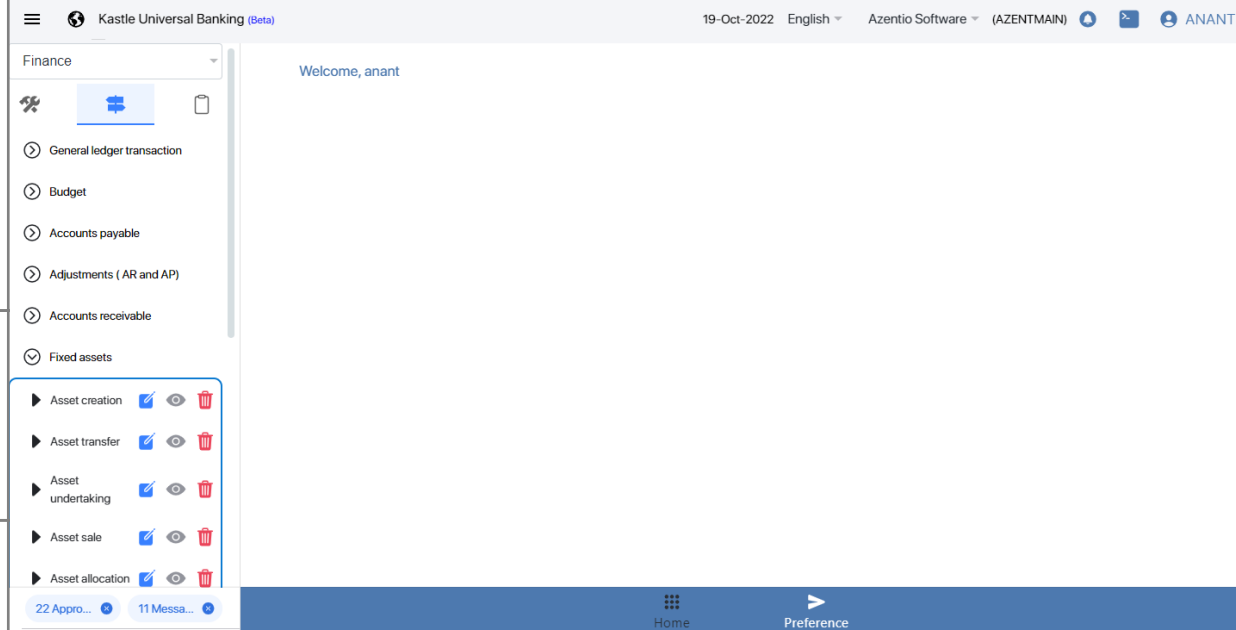 Kastle Universal Banking (Beta)
19-Oct-2022 English Azentio Software (AZENTMAIN) ANANT
Finance
Welcome, anant
General ledger transaction
Budget
Accounts payable
Adjustments ( AR and AP)
Accounts receivable
Fixed assets
Asset creation
Asset transfer
Asset
undertaking
Asset sale
Asset allocation
22 Appro... 11 Messa...
Home Preference